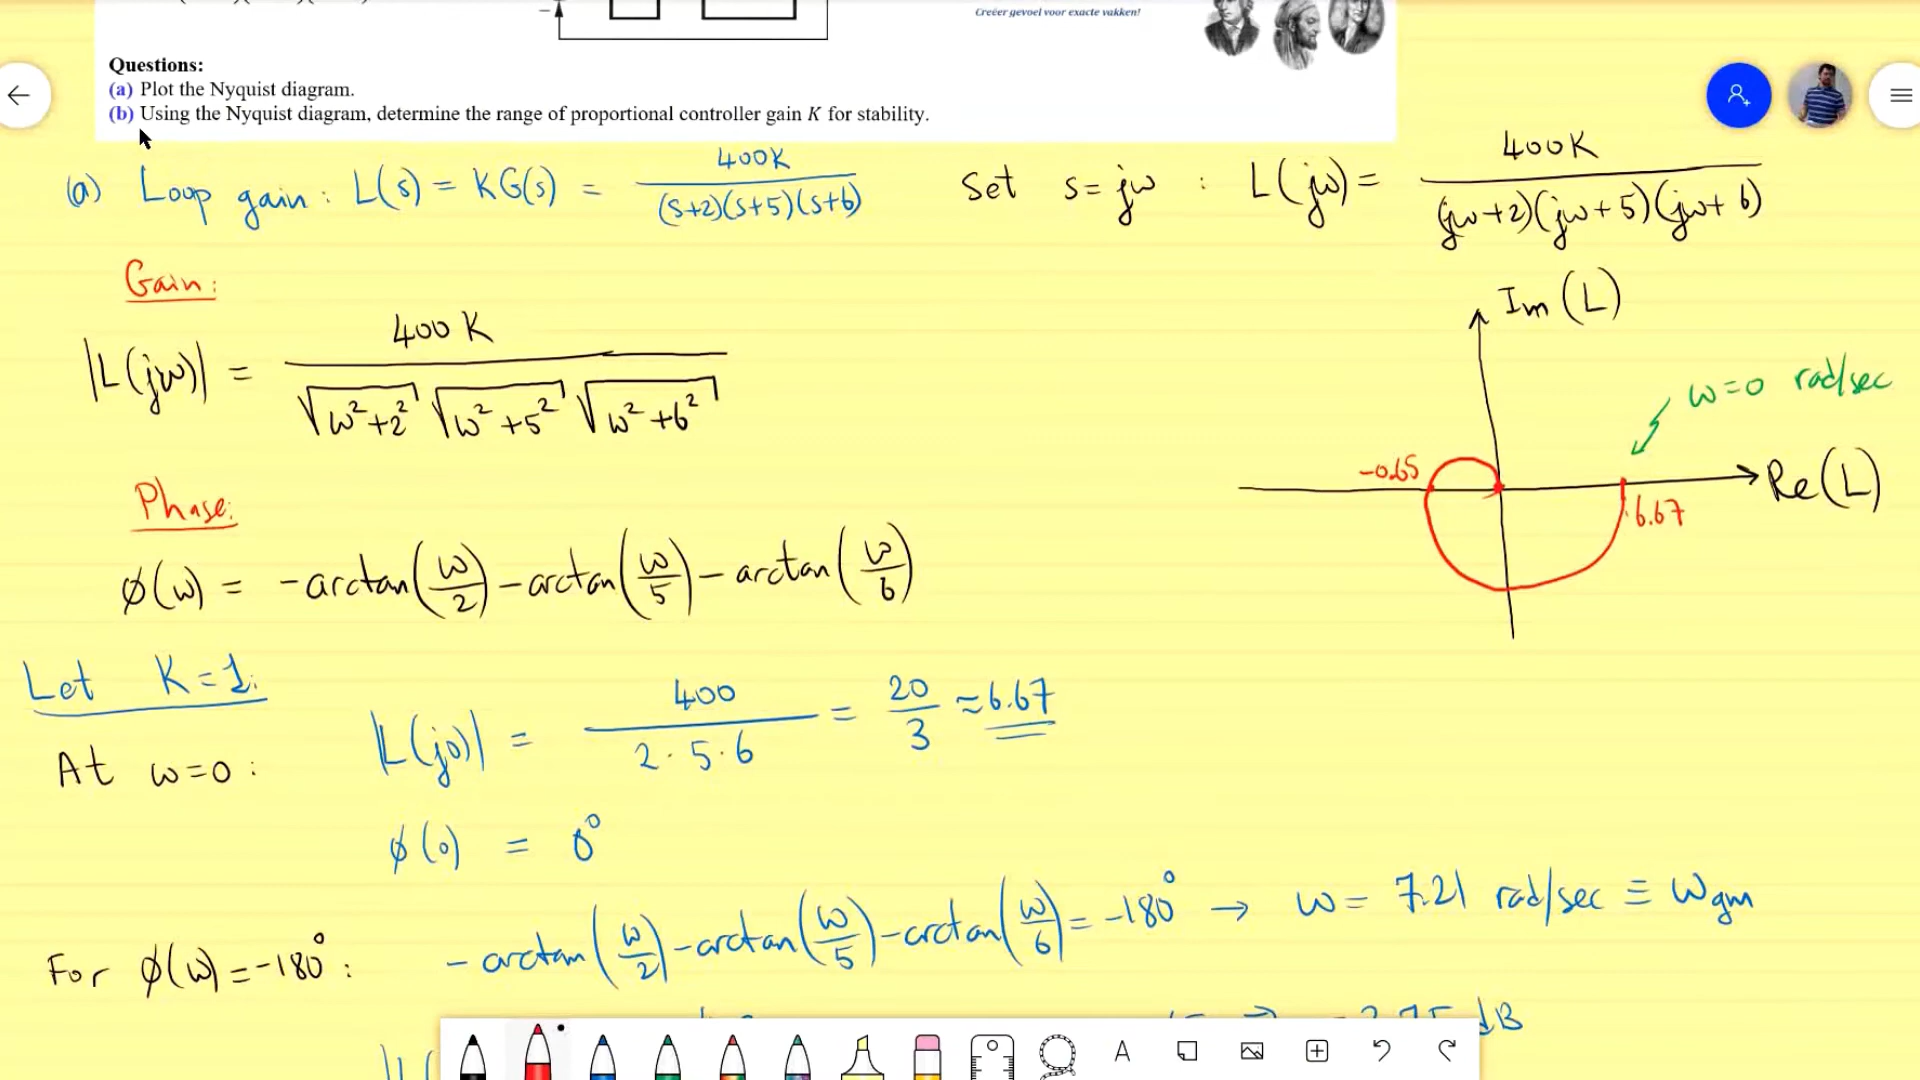 Creëer gevoel voor exacte vakken!
Questions:
(a) Plot the Nyquist diagram.
(b) Using the Nyquist diagram, determine the range of proportional controller gain K for stability.
(a) Loop gain: L(s) = KG(s) = 400K / (s+2)(s+5)(s+6) Set s=jω : L(jω) = 400K / (jω+2)(jω+5)(jω+6)
Gain:
|L(jω)| = 400K / √ω²+2² √ω²+5² √ω²+6²
Im(L)
ω=0 rad/sec
-0.65
Re(L)
6.67
Phase:
ϕ(ω) = -arctan(ω/2) - arctan(ω/5) - arctan(ω/6)
Let K=1:
At ω=0: |L(j0)| = 400 / 2·5·6 = 20/3 ≈ 6.67
ϕ(0) = 0°
For ϕ(ω)=-180°: -arctan(ω/2) - arctan(ω/5) - arctan(ω/6) = -180° → ω = 7.21 rad/sec ≡ ωgm
dB
A